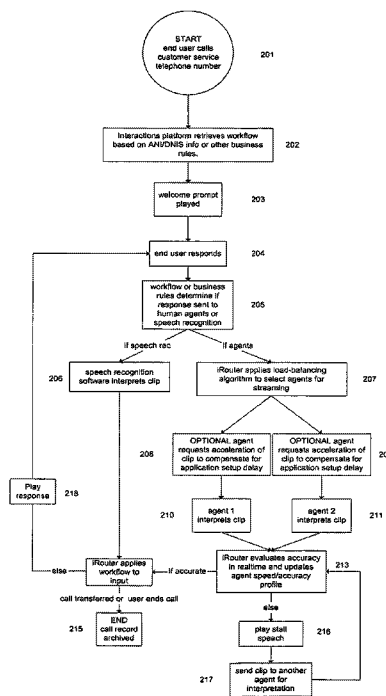 START
end user calls
customer service
telephone number
201
Interactions platform retrieves workflow
based on ANI/DNIS info or other business
rules.
202
welcome prompt
played
203
end user responds
204
workflow or business
rules determine if
response sent to
human agents or
speech recognition
205
If speech rec
If agents
206
speech recognition
software interprets clip
iRouter applies load-balancing
algorithm to select agents for
streaming
207
208
OPTIONAL agent
requests acceleration of
clip to compensate for
application setup delay
OPTIONAL agent
requests acceleration of
clip to compensate for
application setup delay
20
Play
response
218
210
agent 1
interprets clip
agent 2
interprets clip
211
else
iRouter applies
workflow to
input
If accurate
iRouter evaluates accuracy
in realtime and updates
agent speed/accuracy
profile
213
call transferred or user ends call
else
215
END
call record
archived
play stall
speech
216
217
send clip to another
agent for
interpretation